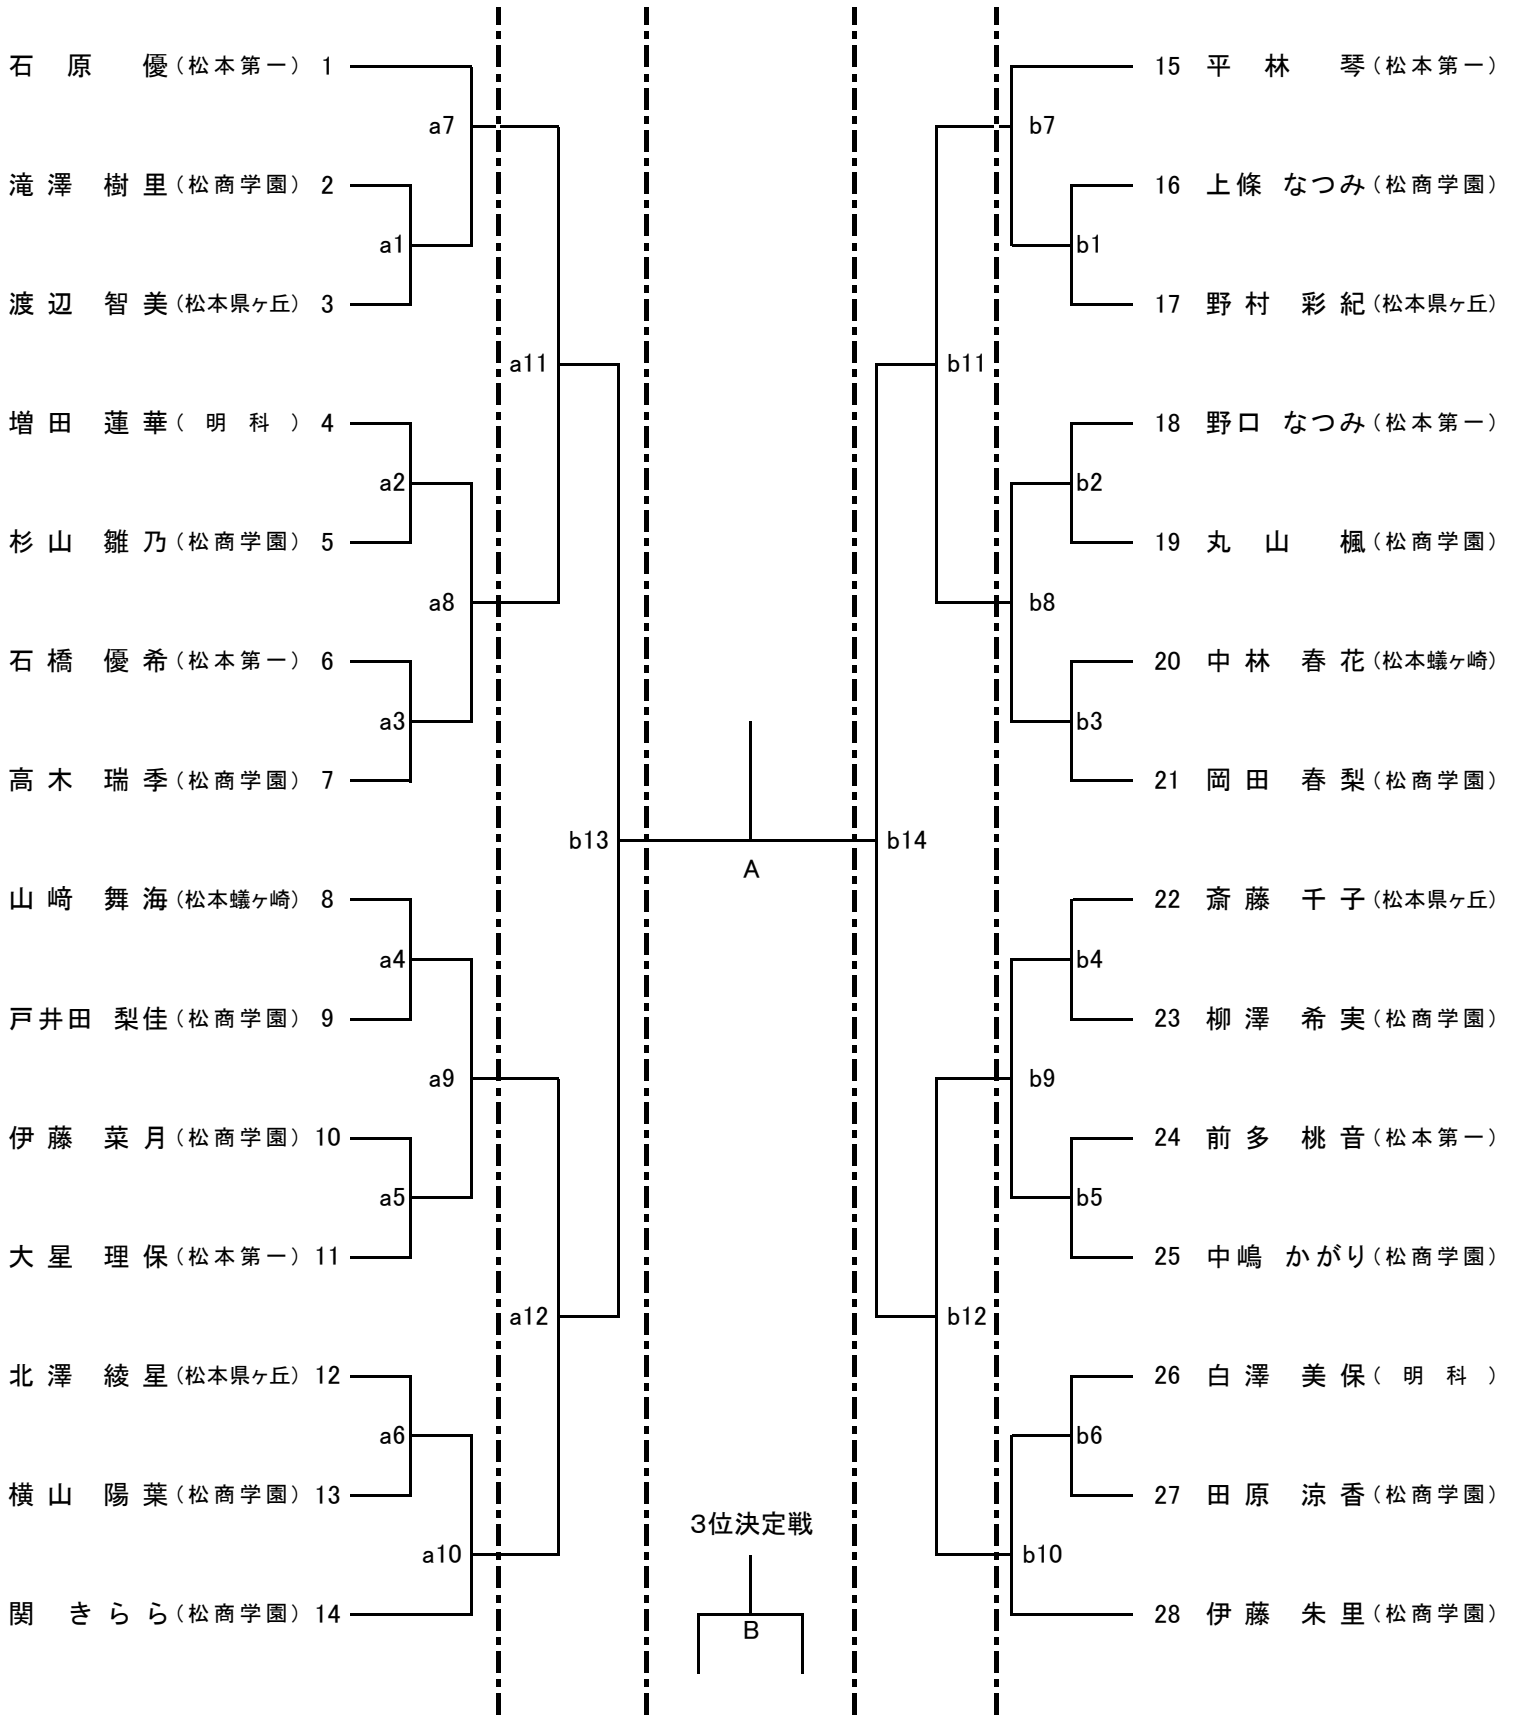 石原 優(松本第一) 1
a7
滝澤 樹里(松商学園) 2
a1
渡辺 智美(松本県ヶ丘) 3
a11
増田 蓮華(明科) 4
a2
杉山 雛乃(松商学園) 5
a8
石橋 優希(松本第一) 6
a3
高木 瑞季(松商学園) 7
b13
山﨑 舞海(松本蟻ヶ崎) 8
a4
戸井田 梨佳(松商学園) 9
a9
伊藤 菜月(松商学園) 10
a5
大星 理保(松本第一) 11
a12
北澤 綾星(松本県ヶ丘) 12
a6
横山 陽葉(松商学園) 13
a10
関 きらら(松商学園) 14
A
3位決定戦
B
15 平林 琴(松本第一)
b7
16 上條 なつみ(松商学園)
b1
17 野村 彩紀(松本県ヶ丘)
b11
18 野口 なつみ(松本第一)
b2
19 丸山 楓(松商学園)
b8
20 中林 春花(松本蟻ヶ崎)
b3
21 岡田 春梨(松商学園)
b14
22 斎藤 千子(松本県ヶ丘)
b4
23 柳澤 希実(松商学園)
b9
24 前多 桃音(松本第一)
b5
25 中嶋 かがり(松商学園)
b12
26 白澤 美保(明科)
b6
27 田原 涼香(松商学園)
b10
28 伊藤 朱里(松商学園)